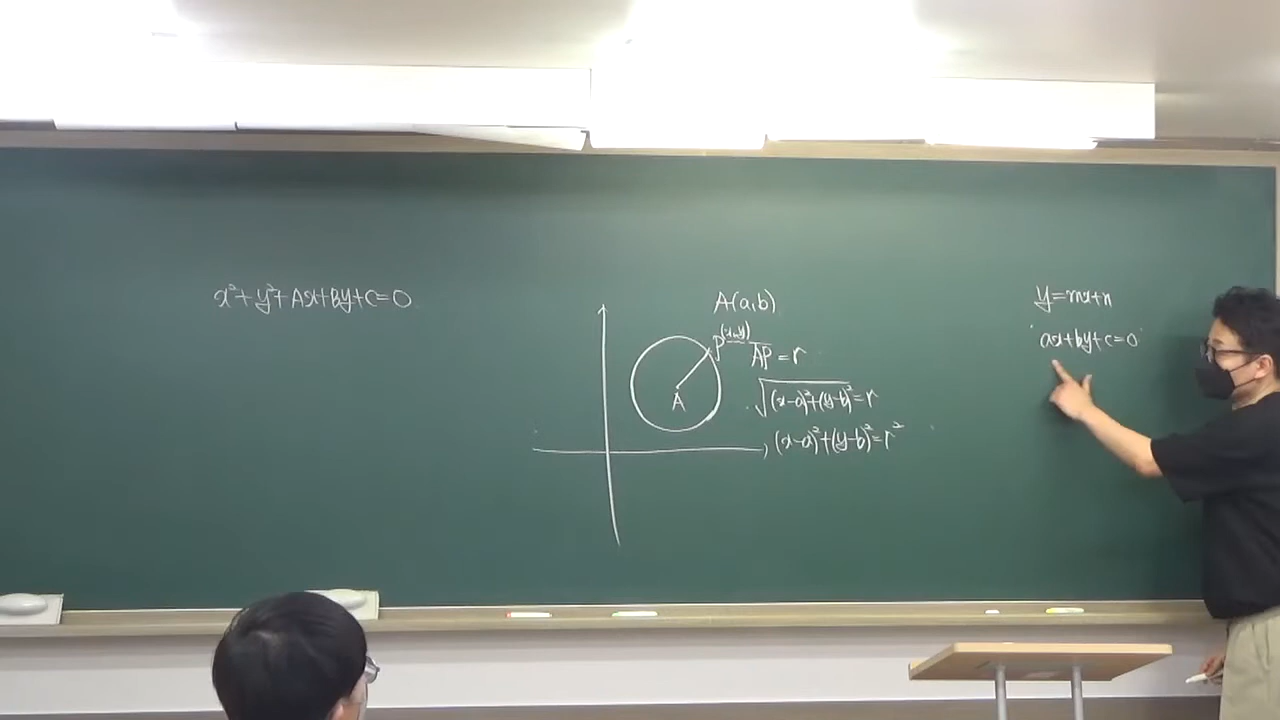 x²+y²+Ax+By+C=0
A(a,b)
P(x,y)
AP=r
A
√(x-a)²+(y-b)²=r
(x-a)²+(y-b)²=r²
y=mx+n
ax+by+c=0